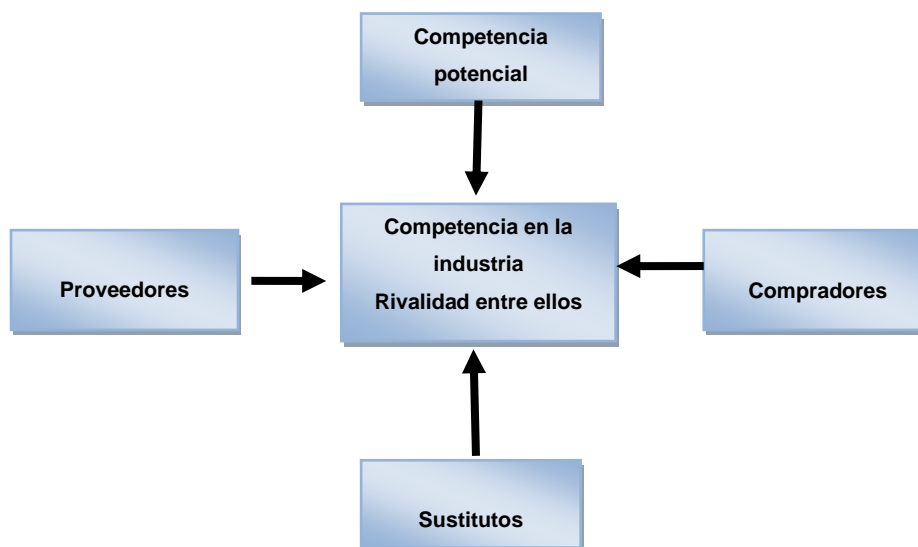 Competencia
potencial
Competencia en la
industria
Rivalidad entre ellos
Proveedores
Compradores
Sustitutos